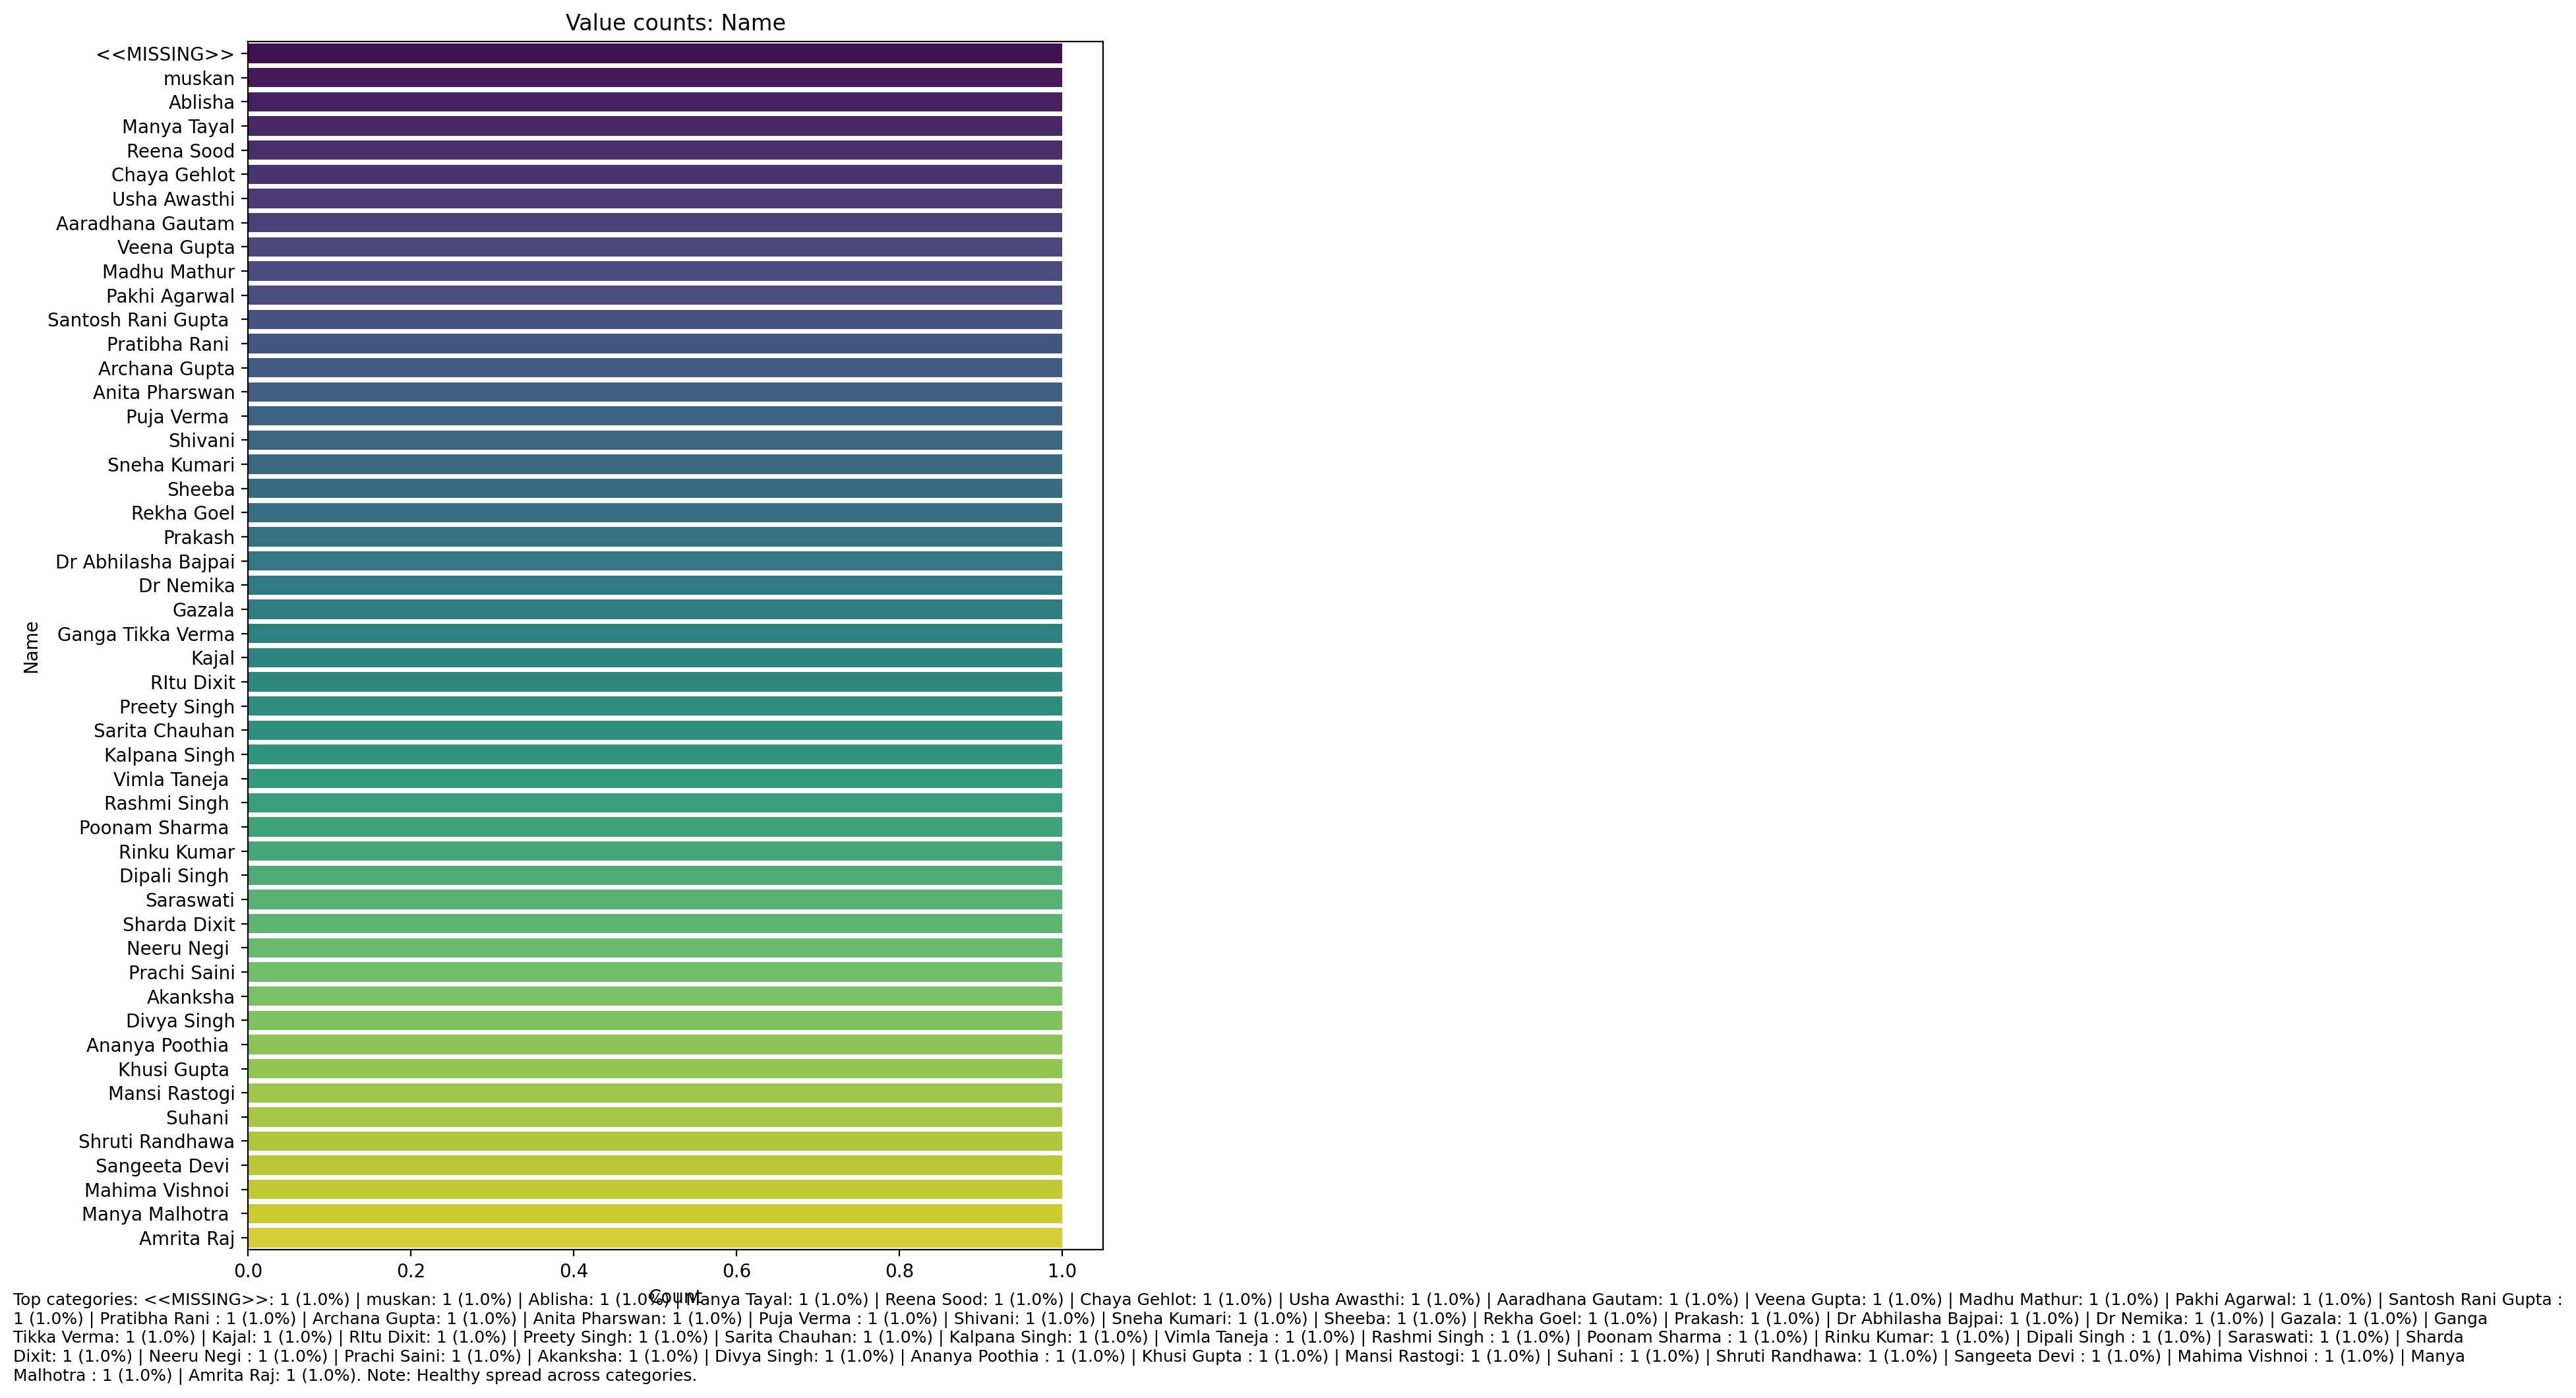 Value counts: Name
<<MISSING>>
muskan
Ablisha
Manya Tayal
Reena Sood
Chaya Gehlot
Usha Awasthi
Aaradhana Gautam
Veena Gupta
Madhu Mathur
Pakhi Agarwal
Santosh Rani Gupta
Pratibha Rani
Archana Gupta
Anita Pharswan
Puja Verma
Shivani
Sneha Kumari
Sheeba
Rekha Goel
Prakash
Dr Abhilasha Bajpai
Dr Nemika
Gazala
Ganga Tikka Verma
Kajal
RItu Dixit
Preety Singh
Sarita Chauhan
Kalpana Singh
Vimla Taneja
Rashmi Singh
Poonam Sharma
Rinku Kumar
Dipali Singh
Saraswati
Sharda Dixit
Neeru Negi
Prachi Saini
Akanksha
Divya Singh
Ananya Poothia
Khusi Gupta
Mansi Rastogi
Suhani
Shruti Randhawa
Sangeeta Devi
Mahima Vishnoi
Manya Malhotra
Amrita Raj
Name
0.0 0.2 0.4 0.6 0.8 1.0
Count
Top categories: <<MISSING>>: 1 (1.0%) | muskan: 1 (1.0%) | Ablisha: 1 (1.0%) | Manya Tayal: 1 (1.0%) | Reena Sood: 1 (1.0%) | Chaya Gehlot: 1 (1.0%) | Usha Awasthi: 1 (1.0%) | Aaradhana Gautam: 1 (1.0%) | Veena Gupta: 1 (1.0%) | Madhu Mathur: 1 (1.0%) | Pakhi Agarwal: 1 (1.0%) | Santosh Rani Gupta :
1 (1.0%) | Pratibha Rani : 1 (1.0%) | Archana Gupta: 1 (1.0%) | Anita Pharswan: 1 (1.0%) | Puja Verma : 1 (1.0%) | Shivani: 1 (1.0%) | Sneha Kumari: 1 (1.0%) | Sheeba: 1 (1.0%) | Rekha Goel: 1 (1.0%) | Prakash: 1 (1.0%) | Dr Abhilasha Bajpai: 1 (1.0%) | Dr Nemika: 1 (1.0%) | Gazala: 1 (1.0%) | Ganga
Tikka Verma: 1 (1.0%) | Kajal: 1 (1.0%) | RItu Dixit: 1 (1.0%) | Preety Singh: 1 (1.0%) | Sarita Chauhan: 1 (1.0%) | Kalpana Singh: 1 (1.0%) | Vimla Taneja : 1 (1.0%) | Rashmi Singh : 1 (1.0%) | Poonam Sharma : 1 (1.0%) | Rinku Kumar: 1 (1.0%) | Dipali Singh : 1 (1.0%) | Saraswati: 1 (1.0%) | Sharda
Dixit: 1 (1.0%) | Neeru Negi : 1 (1.0%) | Prachi Saini: 1 (1.0%) | Akanksha: 1 (1.0%) | Divya Singh: 1 (1.0%) | Ananya Poothia : 1 (1.0%) | Khusi Gupta : 1 (1.0%) | Mansi Rastogi: 1 (1.0%) | Suhani : 1 (1.0%) | Shruti Randhawa: 1 (1.0%) | Sangeeta Devi : 1 (1.0%) | Mahima Vishnoi : 1 (1.0%) | Manya
Malhotra : 1 (1.0%) | Amrita Raj: 1 (1.0%). Note: Healthy spread across categories.